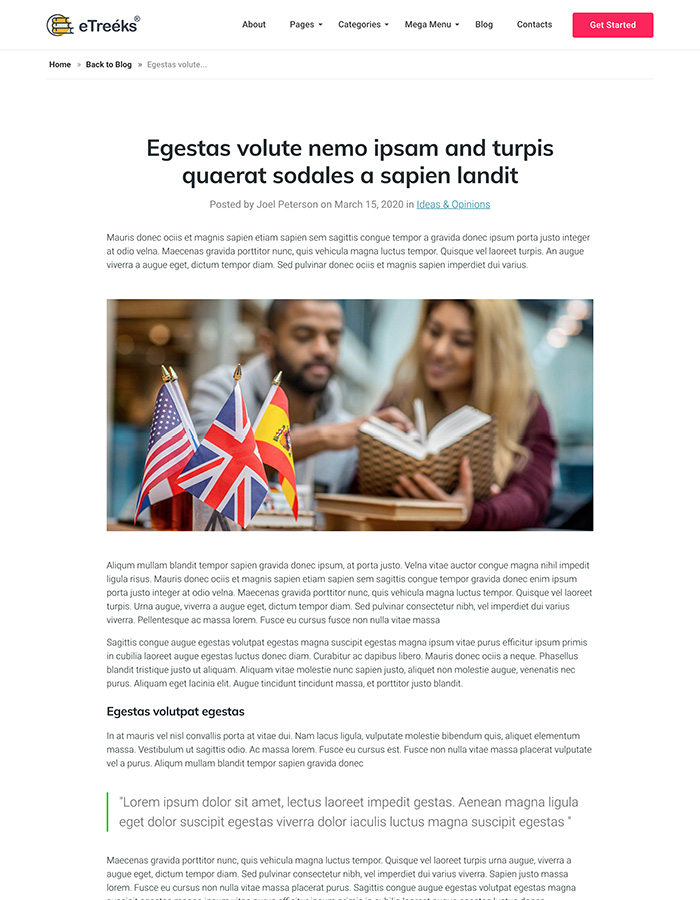 eTreéks®
About Pages Categories Mega Menu Blog Contacts Get Started
Home » Back to Blog » Egestas volute...
Egestas volute nemo ipsam and turpis
quaerat sodales a sapien landit
Posted by Joel Peterson on March 15, 2020 in Ideas & Opinions
Mauris donec ociis et magnis sapien etiam sapien sem sagittis congue tempor a gravida donec ipsum porta justo integer
at odio velna. Maecenas gravida porttitor nunc, quis vehicula magna luctus tempor. Quisque vel laoreet turpis. An augue
viverra a augue eget, dictum tempor diam. Sed pulvinar donec ociis et magnis sapien imperdiet dui varius.
Aliqum mullam blandit tempor sapien gravida donec ipsum, at porta justo. Velna vitae auctor congue magna nihil impedit
ligula risus. Mauris donec ociis et magnis sapien etiam sapien sem sagittis congue tempor gravida donec enim ipsum
porta justo integer at odio velna. Maecenas gravida porttitor nunc, quis vehicula magna luctus tempor. Quisque vel laoreet
turpis. Urna augue, viverra a augue eget, dictum tempor diam. Sed pulvinar consectetur nibh, vel imperdiet dui varius
viverra. Pellentesque ac massa lorem. Fusce eu cursus fusce non nulla vitae massa
Sagittis congue augue egestas volutpat egestas magna suscipit egestas magna ipsum vitae purus efficitur ipsum primis
in cubilia laoreet augue egestas luctus donec diam. Curabitur ac dapibus libero. Mauris donec ociis a neque. Phasellus
blandit tristique justo ut aliquam. Aliquam vitae molestie nunc sapien justo, aliquet non molestie augue, venenatis nec
purus. Aliquam eget lacinia elit. Augue tincidunt tincidunt massa, et porttitor justo blandit.
Egestas volutpat egestas
In at mauris vel nisl convallis porta at vitae dui. Nam lacus ligula, vulputate molestie bibendum quis, aliquet elementum
massa. Vestibulum ut sagittis odio. Ac massa lorem. Fusce eu cursus est. Fusce non nulla vitae massa placerat vulputate
vel a purus. Aliqum mullam blandit tempor sapien gravida donec
"Lorem ipsum dolor sit amet, lectus laoreet impedit gestas. Aenean magna ligula
eget dolor suscipit egestas viverra dolor iaculis luctus magna suscipit egestas "
Maecenas gravida porttitor nunc, quis vehicula magna luctus tempor. Quisque vel laoreet turpis urna augue, viverra a
augue eget, dictum tempor diam. Sed pulvinar consectetur nibh, vel imperdiet dui varius viverra. Sapien justo massa
lorem. Fusce eu cursus non nulla vitae massa placerat purus. Sagittis congue augue egestas volutpat egestas magna